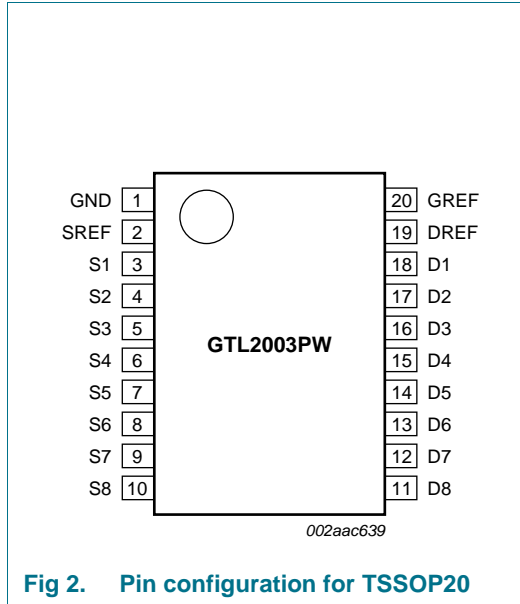 GND 1 20 GREF
SREF 2 19 DREF
S1 3 18 D1
S2 4 17 D2
S3 5 16 D3
S4 6 15 D4
GTL2003PW
S5 7 14 D5
S6 8 13 D6
S7 9 12 D7
S8 10 11 D8
002aac639
Fig 2. Pin configuration for TSSOP20